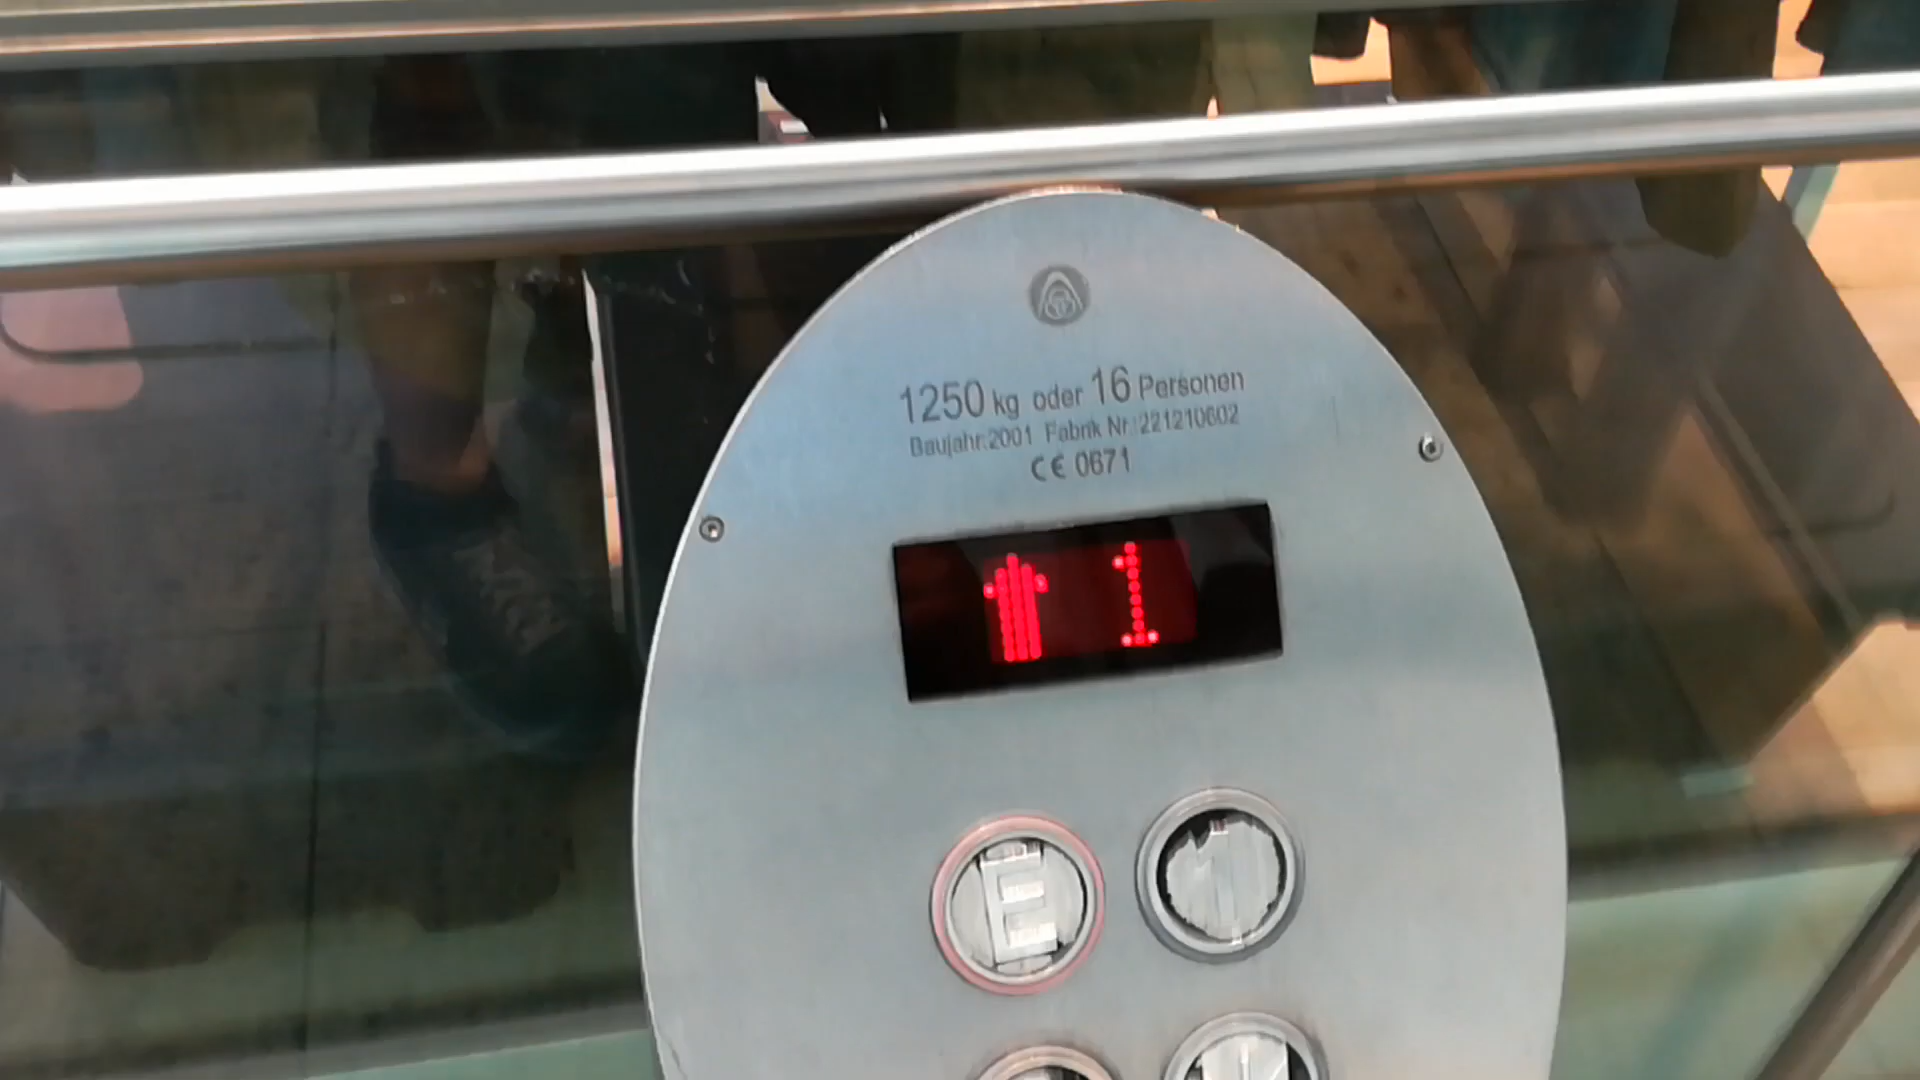 1250 kg oder 16 Personen
Baujahr:2001 Fabrik Nr.:221210602
CE 0671
1
E
1